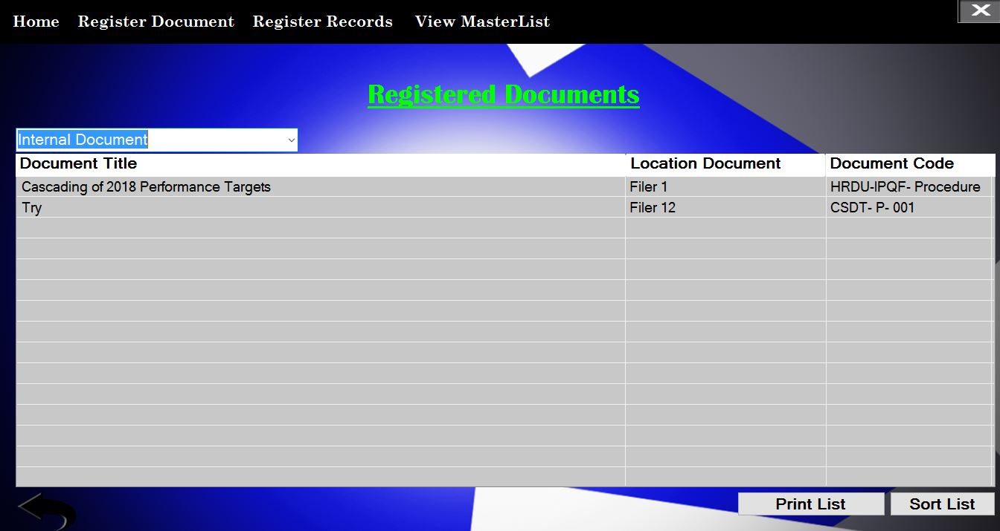 Home Register Document Register Records View MasterList
Registered Documents
Internal Document
Document Title Location Document Document Code
Cascading of 2018 Performance Targets Filer 1 HRDU-IPQF- Procedure
Try Filer 12 CSDT- P- 001
Print List Sort List